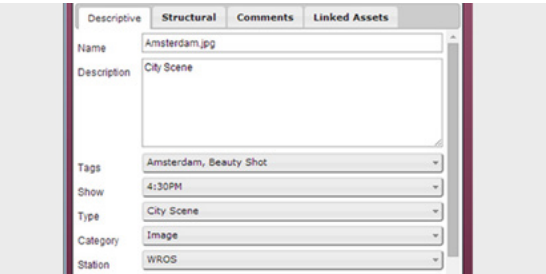 Descriptive Structural Comments Linked Assets
Name Amsterdam.jpg
Description City Scene
Tags Amsterdam, Beauty Shot
Show 4:30PM
Type City Scene
Category Image
Station WROS